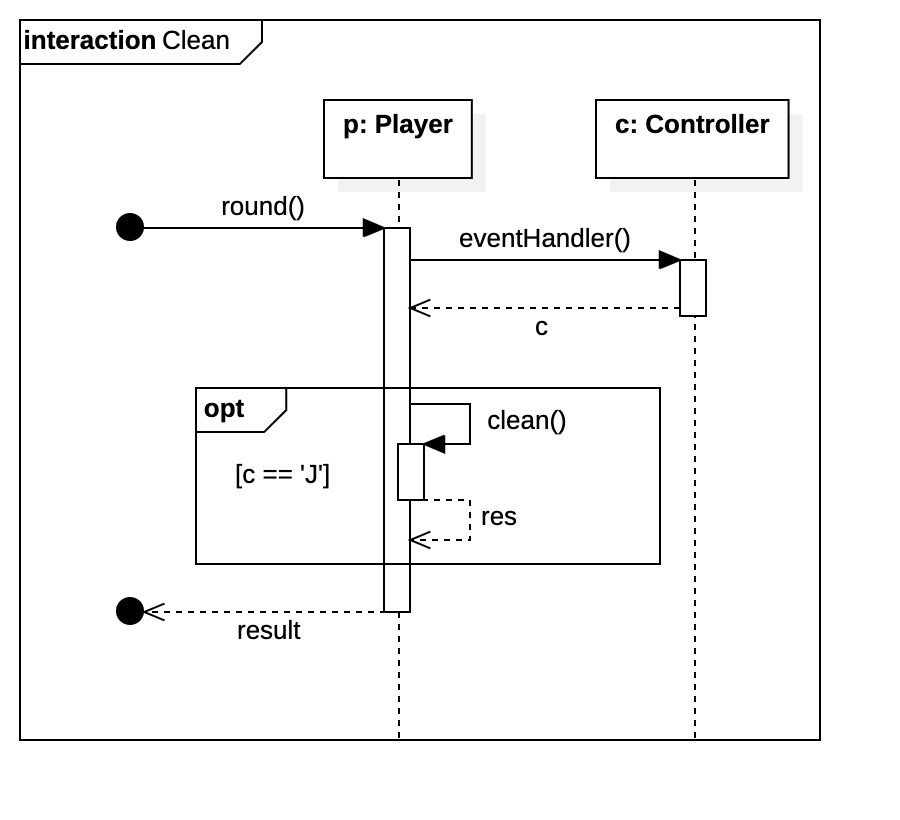 interaction Clean
p: Player
c: Controller
round()
eventHandler()
c
opt
clean()
[c == 'J']
res
result